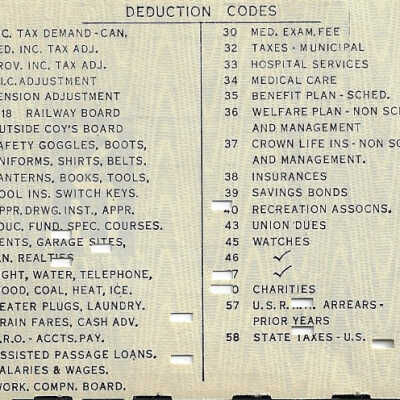 DEDUCTION CODES
C. TAX DEMAND - CAN,
ED. INC. TAX ADJ.
ROV. INC. TAX ADJ.
I.C. ADJUSTMENT
ENSION ADJUSTMENT
18 RAILWAY BOARD
UTSIDE COY'S BOARD
AFETY GOGGLES, BOOTS,
NIFORMS, SHIRTS, BELTS.
ANTERNS, BOOKS, TOOLS,
OOL INS. SWITCH KEYS.
PPR. DRWG. INST., APPR.
DUC. FUND. SPEC. COURSES.
ENTS, GARAGE SITES,
.N. REALTIES
GHT, WATER, TELEPHONE,
OOD, COAL, HEAT, ICE.
EATER PLUGS, LAUNDRY.
RAIN FARES, CASH ADV.
.R.O. - ACCTS. PAY.
SSISTED PASSAGE LOANS.
ALARIES & WAGES.
WORK. COMPN. BOARD.
30 MED. EXAM. FEE
32 TAXES - MUNICIPAL
33 HOSPITAL SERVICES
34 MEDICAL CARE
35 BENEFIT PLAN - SCHED.
36 WELFARE PLAN - NON SC
AND MANAGEMENT
37 CROWN LIFE INS - NON SC
AND MANAGEMENT.
38 INSURANCES
39 SAVINGS BONDS
40 RECREATION ASSOCNS.
43 UNION DUES
45 WATCHES
46 ✓
7 ✓
0 CHARITIES
57 U.S. R. ARREARS -
PRIOR YEARS
58 STATE TAXES - U.S.